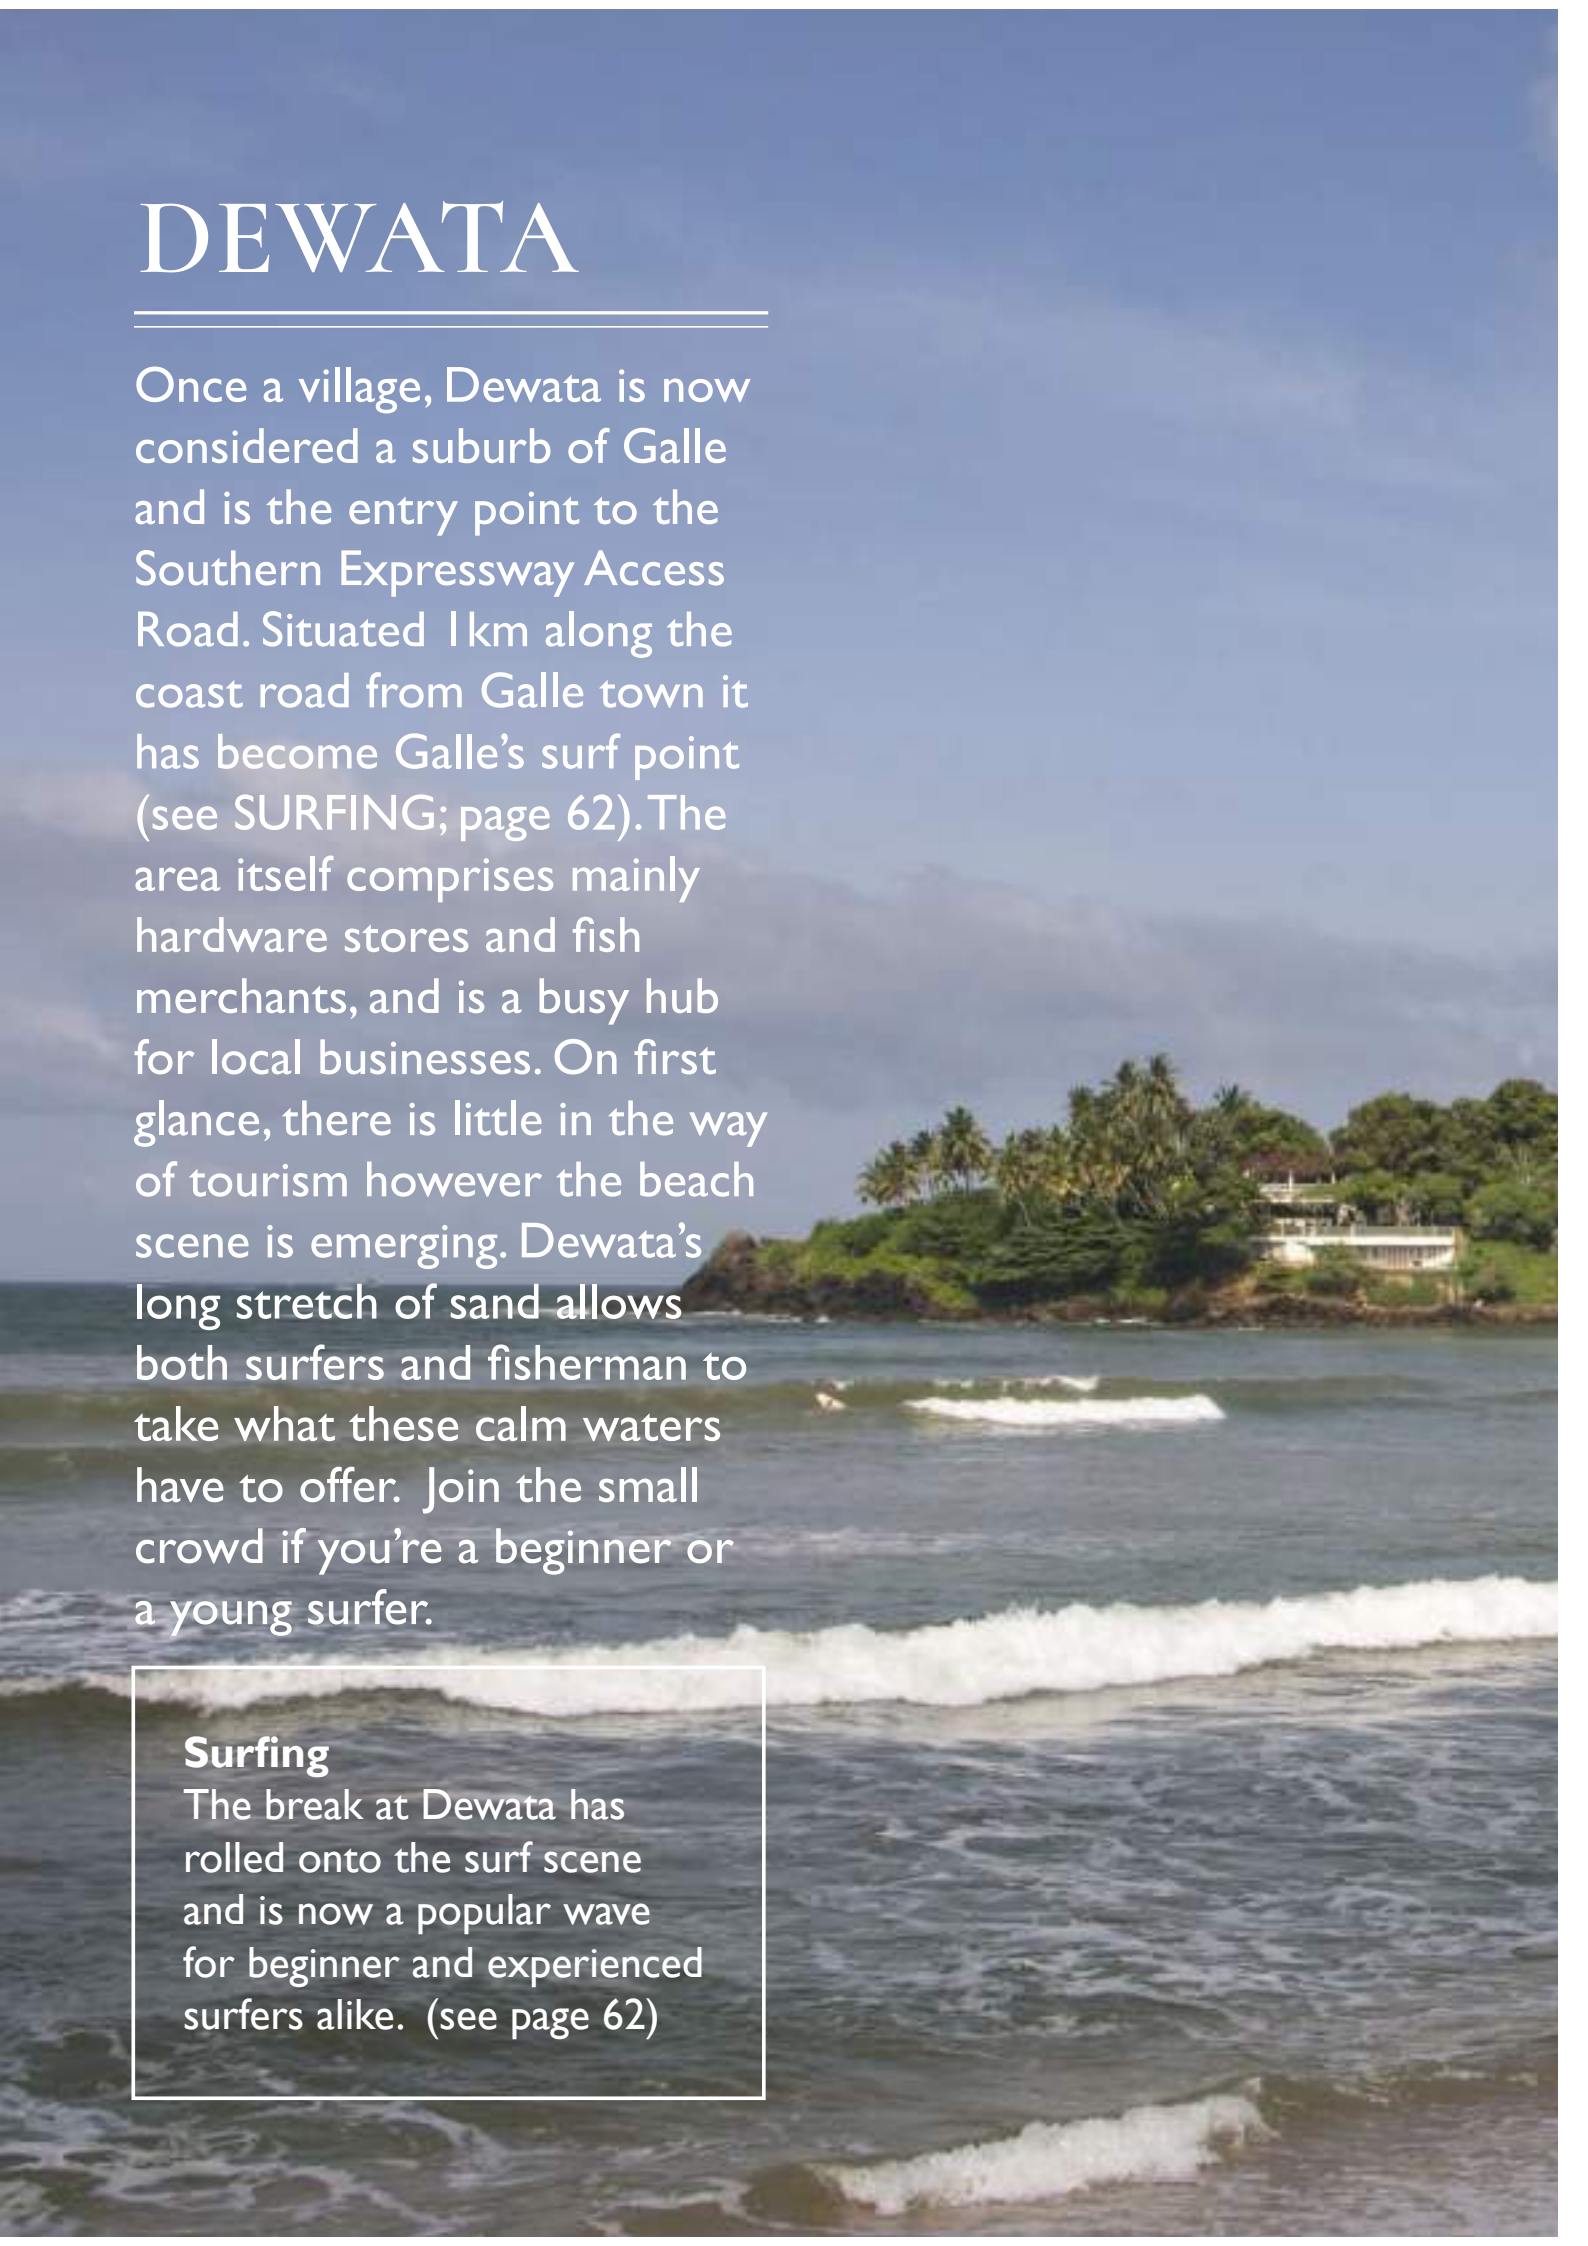 DEWATA
Once a village, Dewata is now
considered a suburb of Galle
and is the entry point to the
Southern Expressway Access
Road. Situated 1km along the
coast road from Galle town it
has become Galle’s surf point
(see SURFING; page 62). The
area itself comprises mainly
hardware stores and fish
merchants, and is a busy hub
for local businesses. On first
glance, there is little in the way
of tourism however the beach
scene is emerging. Dewata’s
long stretch of sand allows
both surfers and fisherman to
take what these calm waters
have to offer.  Join the small
crowd if you’re a beginner or
a young surfer.
Surfing
The break at Dewata has
rolled onto the surf scene
and is now a popular wave
for beginner and experienced
surfers alike.  (see page 62)